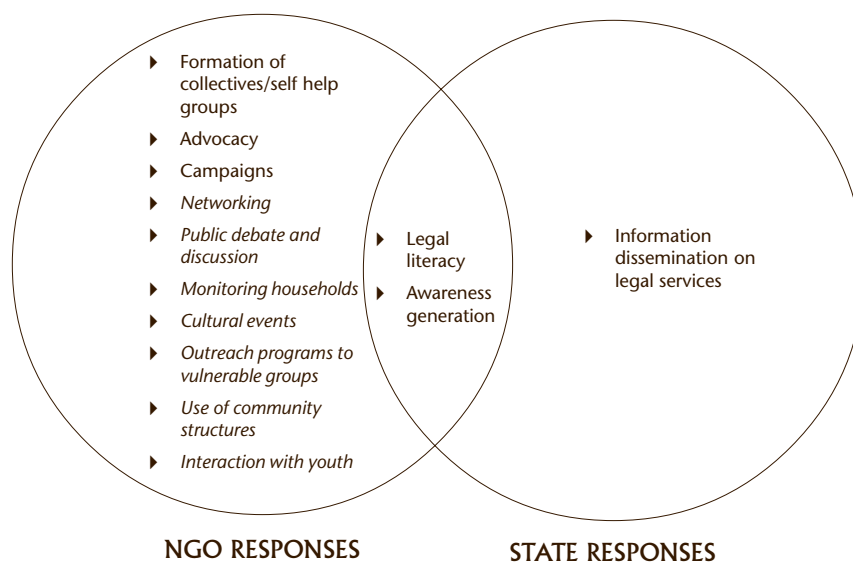 Formation of
collectives/self help
groups
Advocacy
Campaigns
Networking
Public debate and
discussion
Monitoring households
Cultural events
Outreach programs to
vulnerable groups
Use of community
structures
Interaction with youth
Legal
literacy
Awareness
generation
Information
dissemination on
legal services
NGO RESPONSES
STATE RESPONSES